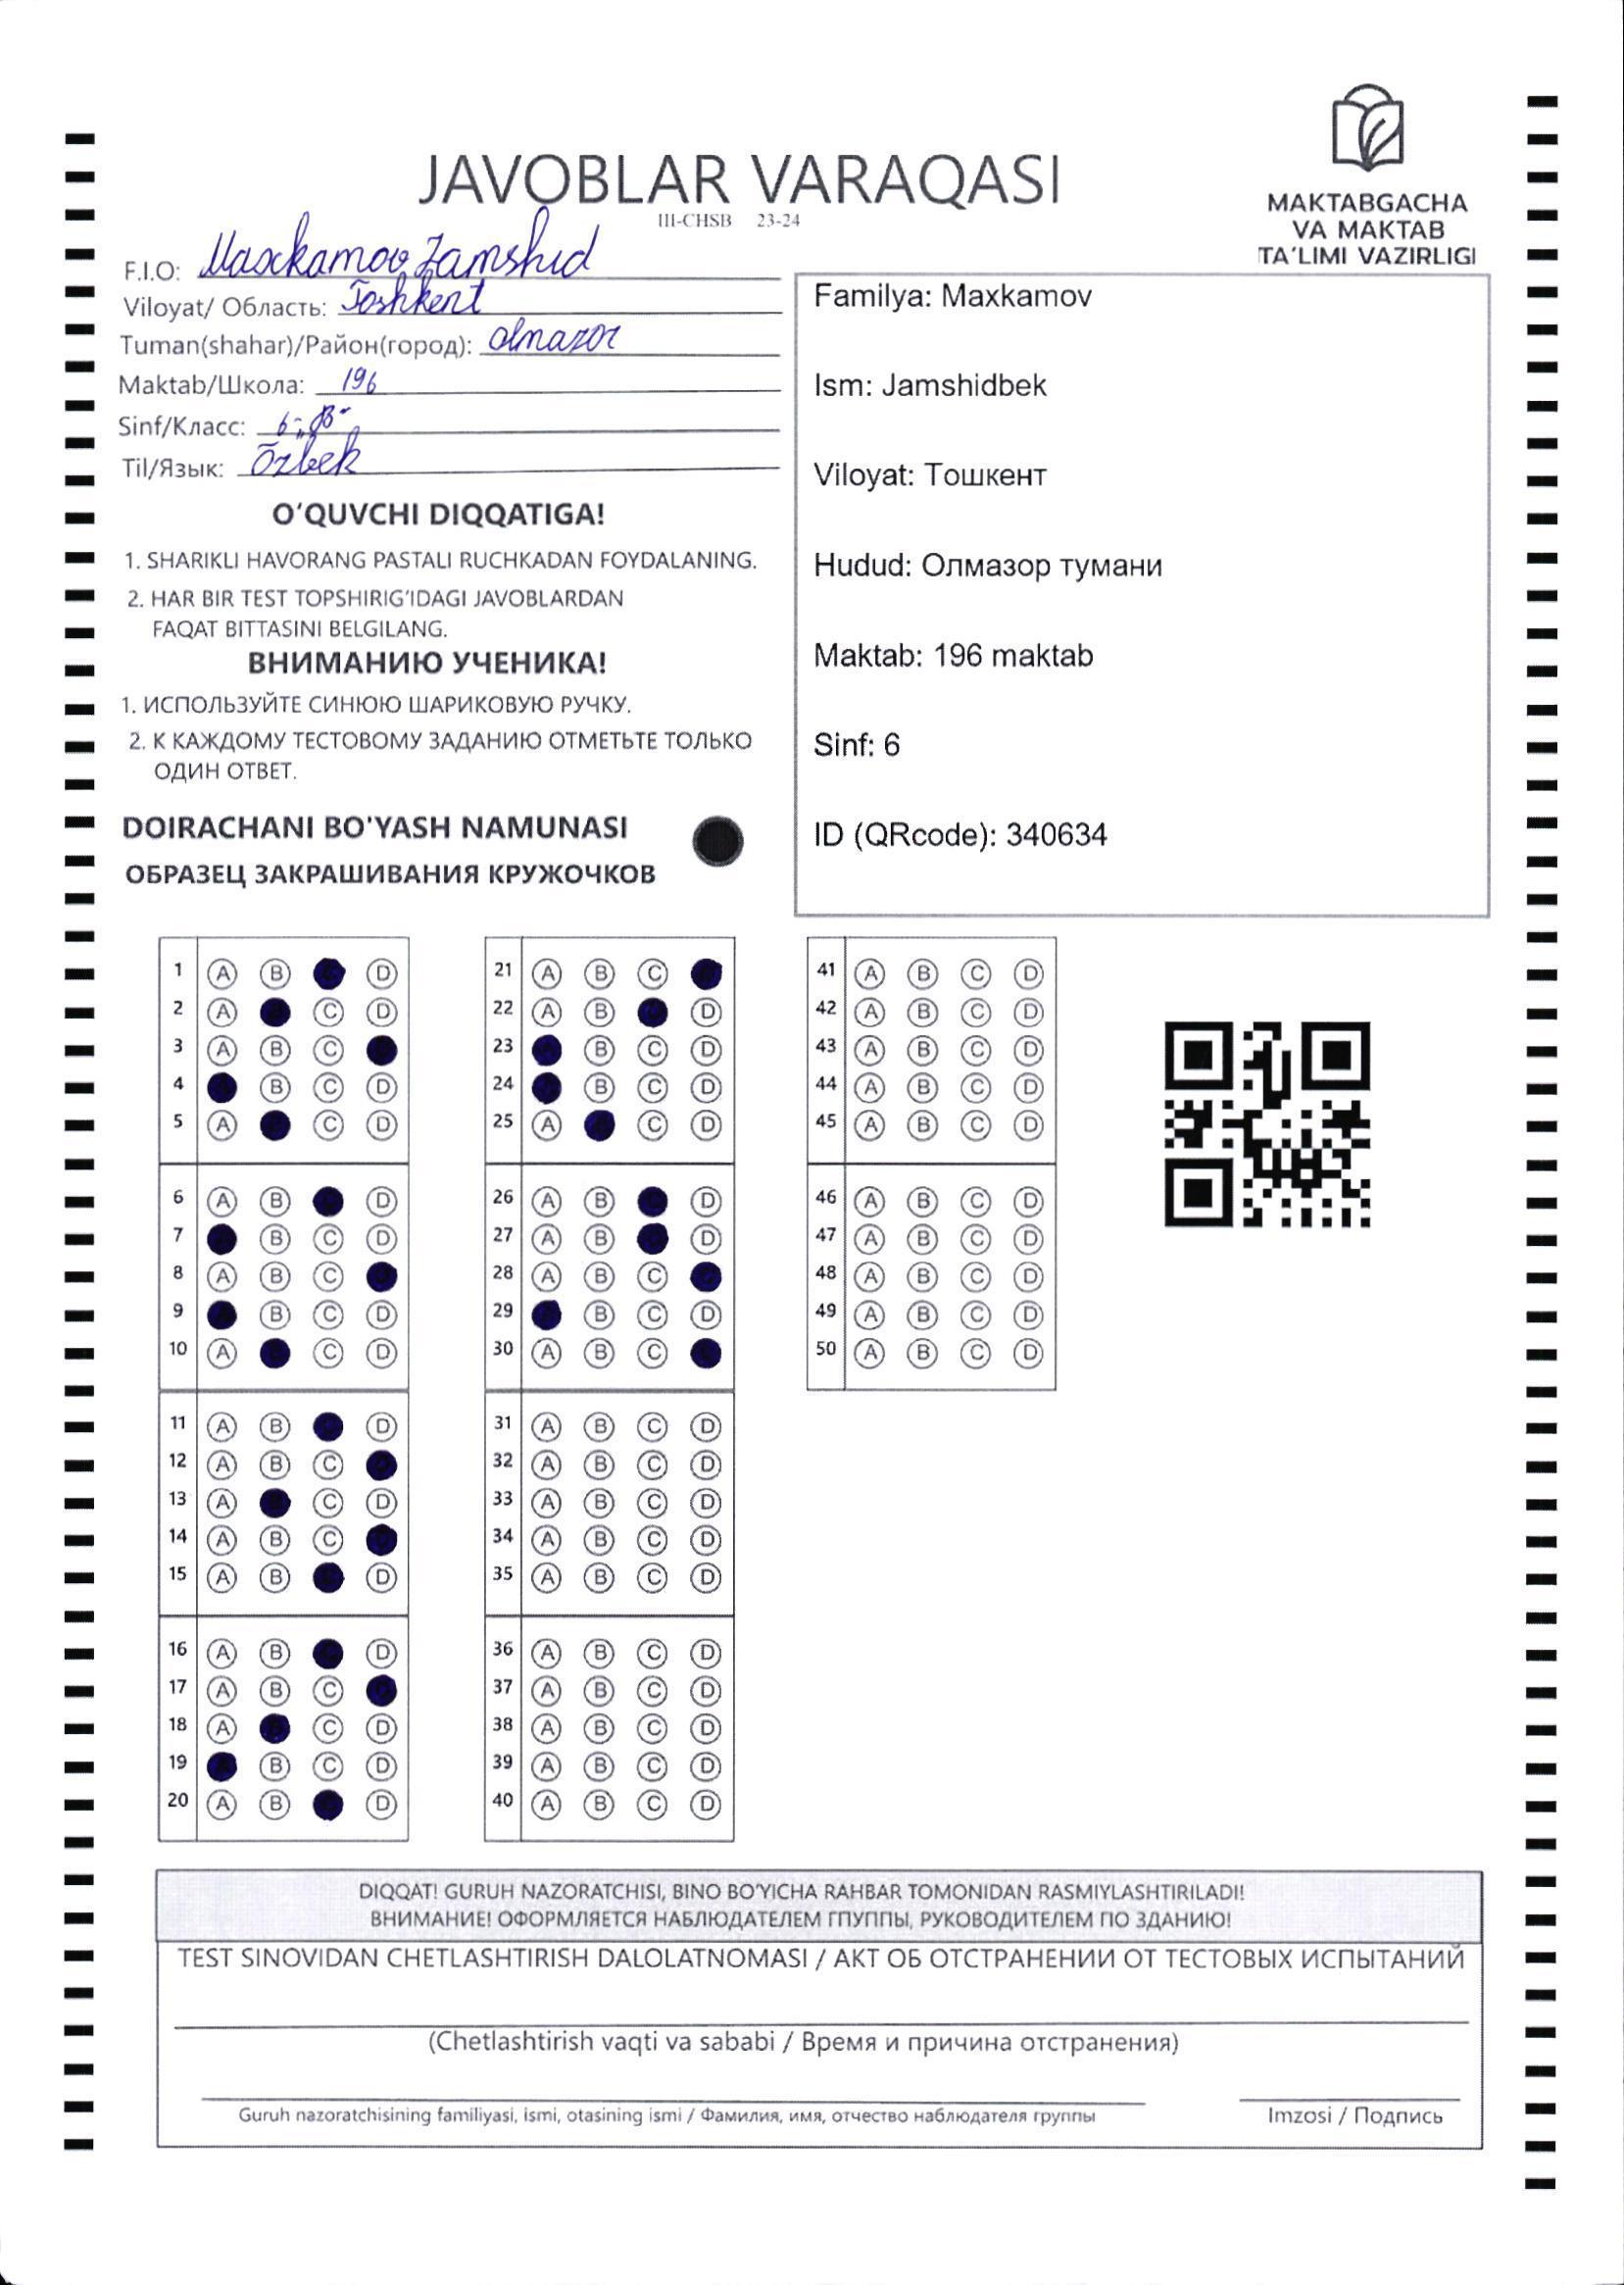 JAVOBLAR VARAQASI
III-CHSB 23-24
MAKTABGACHA
VA MAKTAB
TA'LIMI VAZIRLIGI
F.I.O: Maxkamov Jamshid
Viloyat/ Область: Toshkent
Tuman(shahar)/Район(город): Olmazor
Maktab/Школа: 196
Sinf/Класс: 6-„B"
Til/Язык: Õzbek
O'QUVCHI DIQQATIGA!
1. SHARIKLI HAVORANG PASTALI RUCHKADAN FOYDALANING.
2. HAR BIR TEST TOPSHIRIG'IDAGI JAVOBLARDAN
FAQAT BITTASINI BELGILANG.
ВНИМАНИЮ УЧЕНИКА!
1. ИСПОЛЬЗУЙТЕ СИНЮЮ ШАРИКОВУЮ РУЧКУ.
2. К КАЖДОМУ ТЕСТОВОМУ ЗАДАНИЮ ОТМЕТЬТЕ ТОЛЬКО
ОДИН ОТВЕТ.
DOIRACHANI BO'YASH NAMUNASI
ОБРАЗЕЦ ЗАКРАШИВАНИЯ КРУЖОЧКОВ
Familya: Maxkamov
Ism: Jamshidbek
Viloyat: Тошкент
Hudud: Олмазор тумани
Maktab: 196 maktab
Sinf: 6
ID (QRcode): 340634
1 A B D
2 A C D
3 A B C
4 B C D
5 A C D
6 A B D
7 B C D
8 A B C
9 B C D
10 A C D
11 A B D
12 A B C
13 A C D
14 A B C
15 A B D
16 A B D
17 A B C
18 A C D
19 B C D
20 A B D
21 A B C
22 A B D
23 B C D
24 B C D
25 A C D
26 A B D
27 A B D
28 A B C
29 B C D
30 A B C
31 A B C D
32 A B C D
33 A B C D
34 A B C D
35 A B C D
36 A B C D
37 A B C D
38 A B C D
39 A B C D
40 A B C D
41 A B C D
42 A B C D
43 A B C D
44 A B C D
45 A B C D
46 A B C D
47 A B C D
48 A B C D
49 A B C D
50 A B C D
DIQQAT! GURUH NAZORATCHISI, BINO BO'YICHA RAHBAR TOMONIDAN RASMIYLASHTIRILADI!
ВНИМАНИЕ! ОФОРМЛЯЕТСЯ НАБЛЮДАТЕЛЕМ ГПУППЫ, РУКОВОДИТЕЛЕМ ПО ЗДАНИЮ!
TEST SINOVIDAN CHETLASHTIRISH DALOLATNOMASI / АКТ ОБ ОТСТРАНЕНИИ ОТ ТЕСТОВЫХ ИСПЫТАНИЙ
(Chetlashtirish vaqti va sababi / Время и причина отстранения)
Guruh nazoratchisining familiyasi, ismi, otasining ismi / Фамилия, имя, отчество наблюдателя группы
Imzosi / Подпись